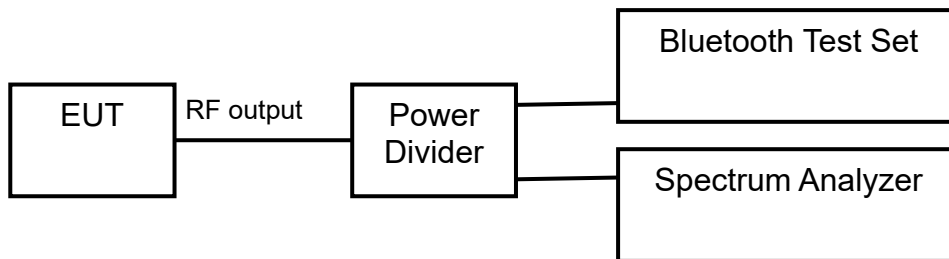 EUT
RF output
Power
Divider
Bluetooth Test Set
Spectrum Analyzer